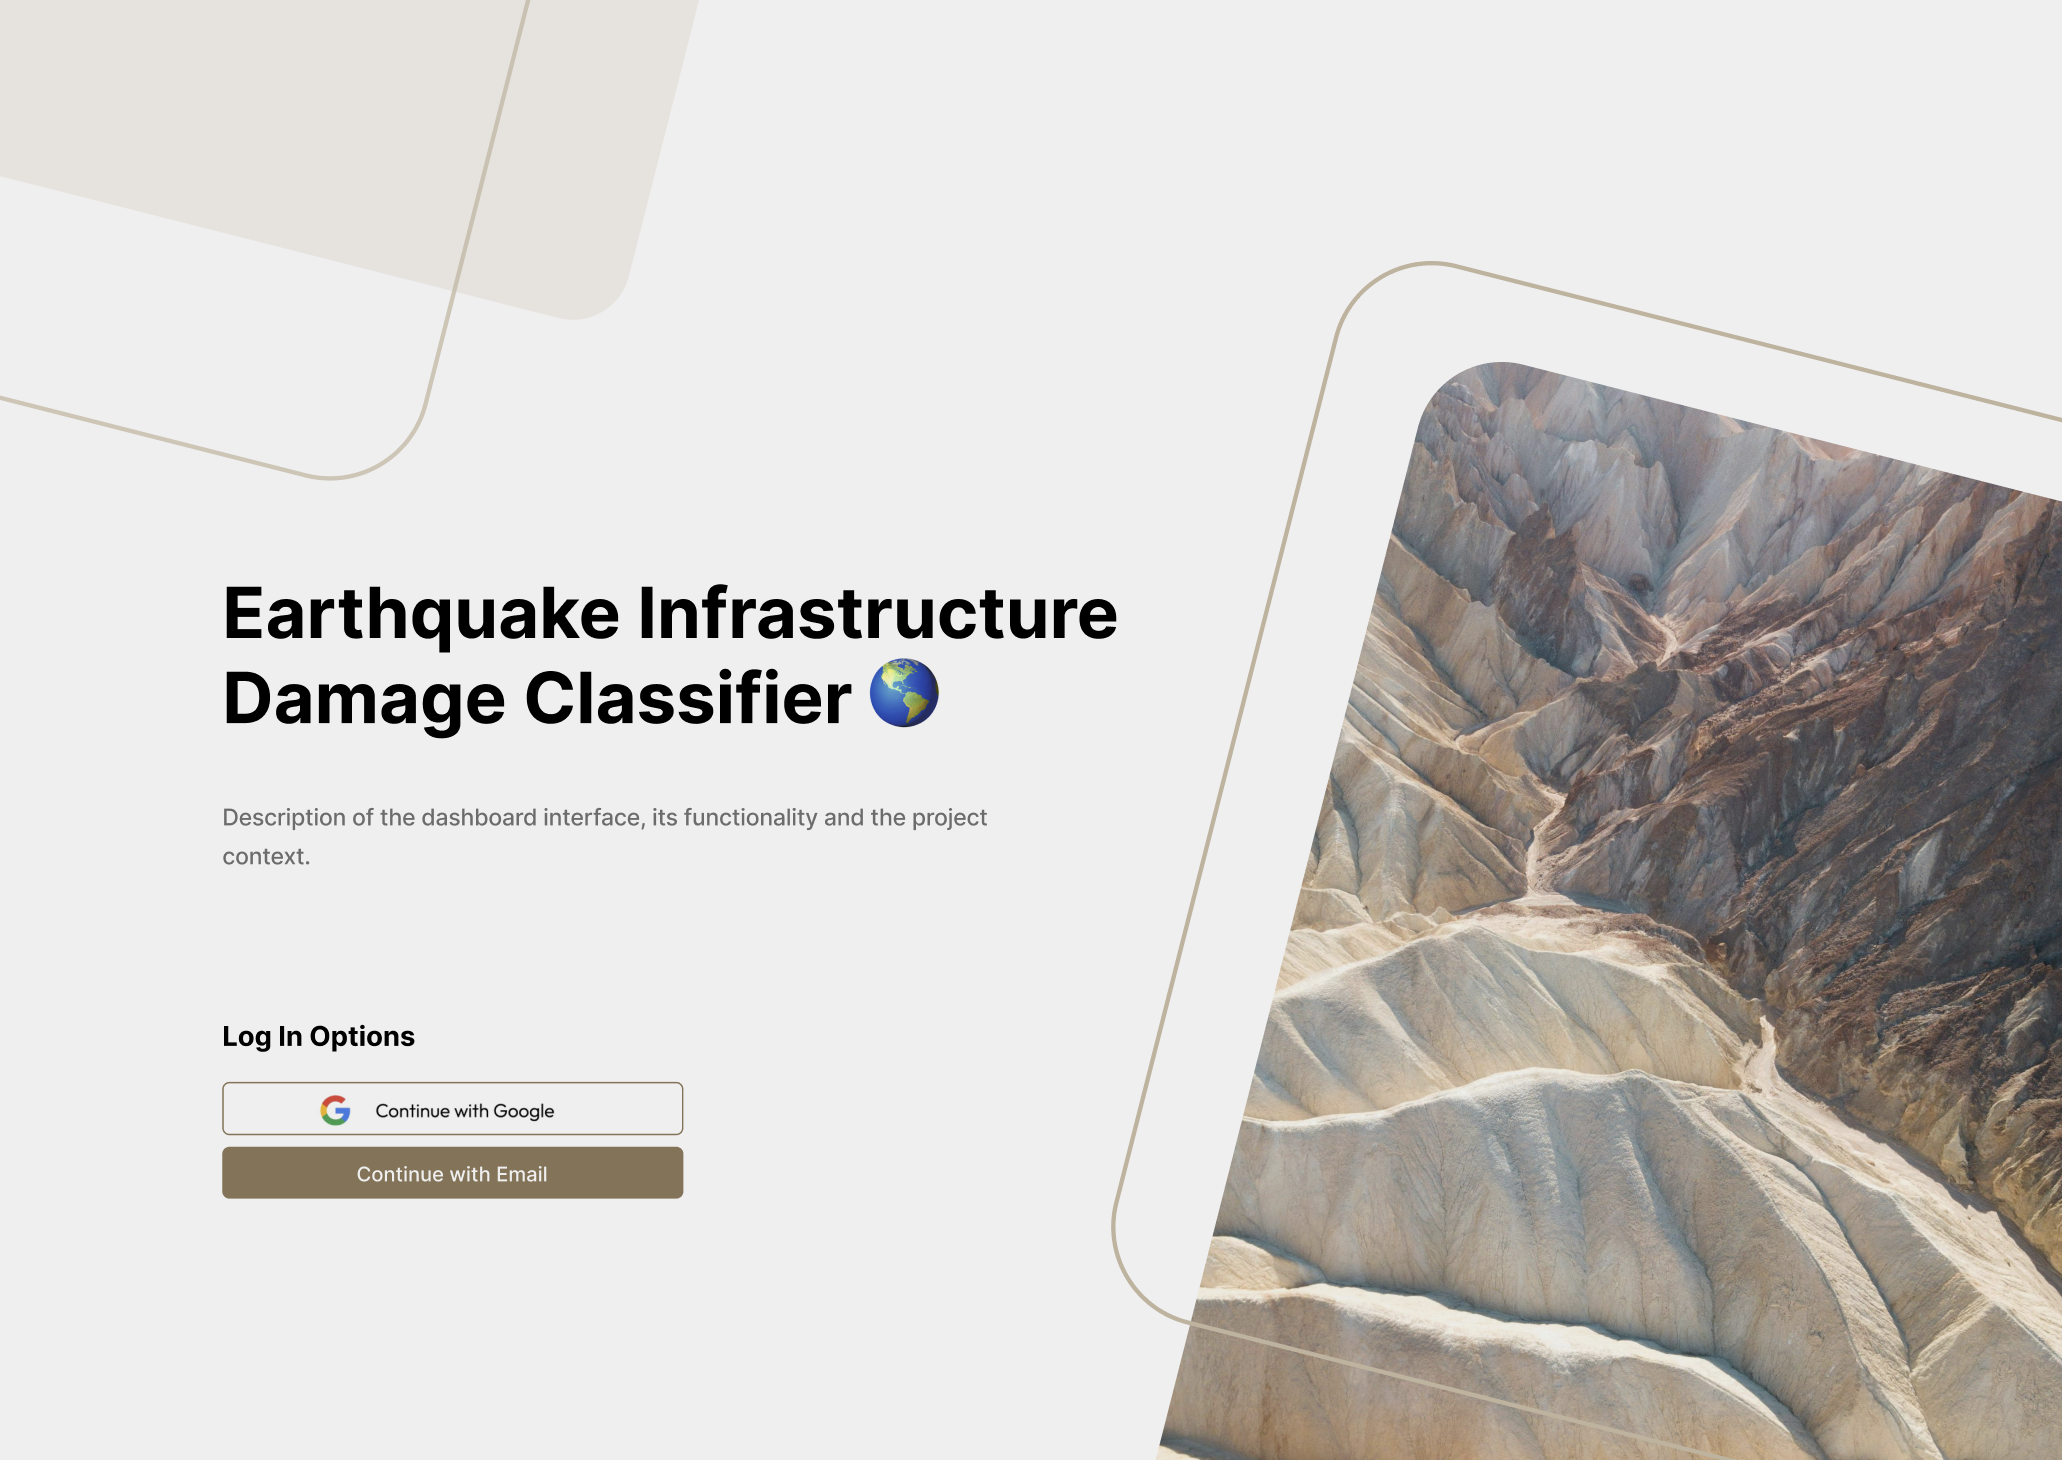 Earthquake Infrastructure
Damage Classifier 🌎
Description of the dashboard interface, its functionality and the project
context.
Log In Options
Continue with Google
Continue with Email